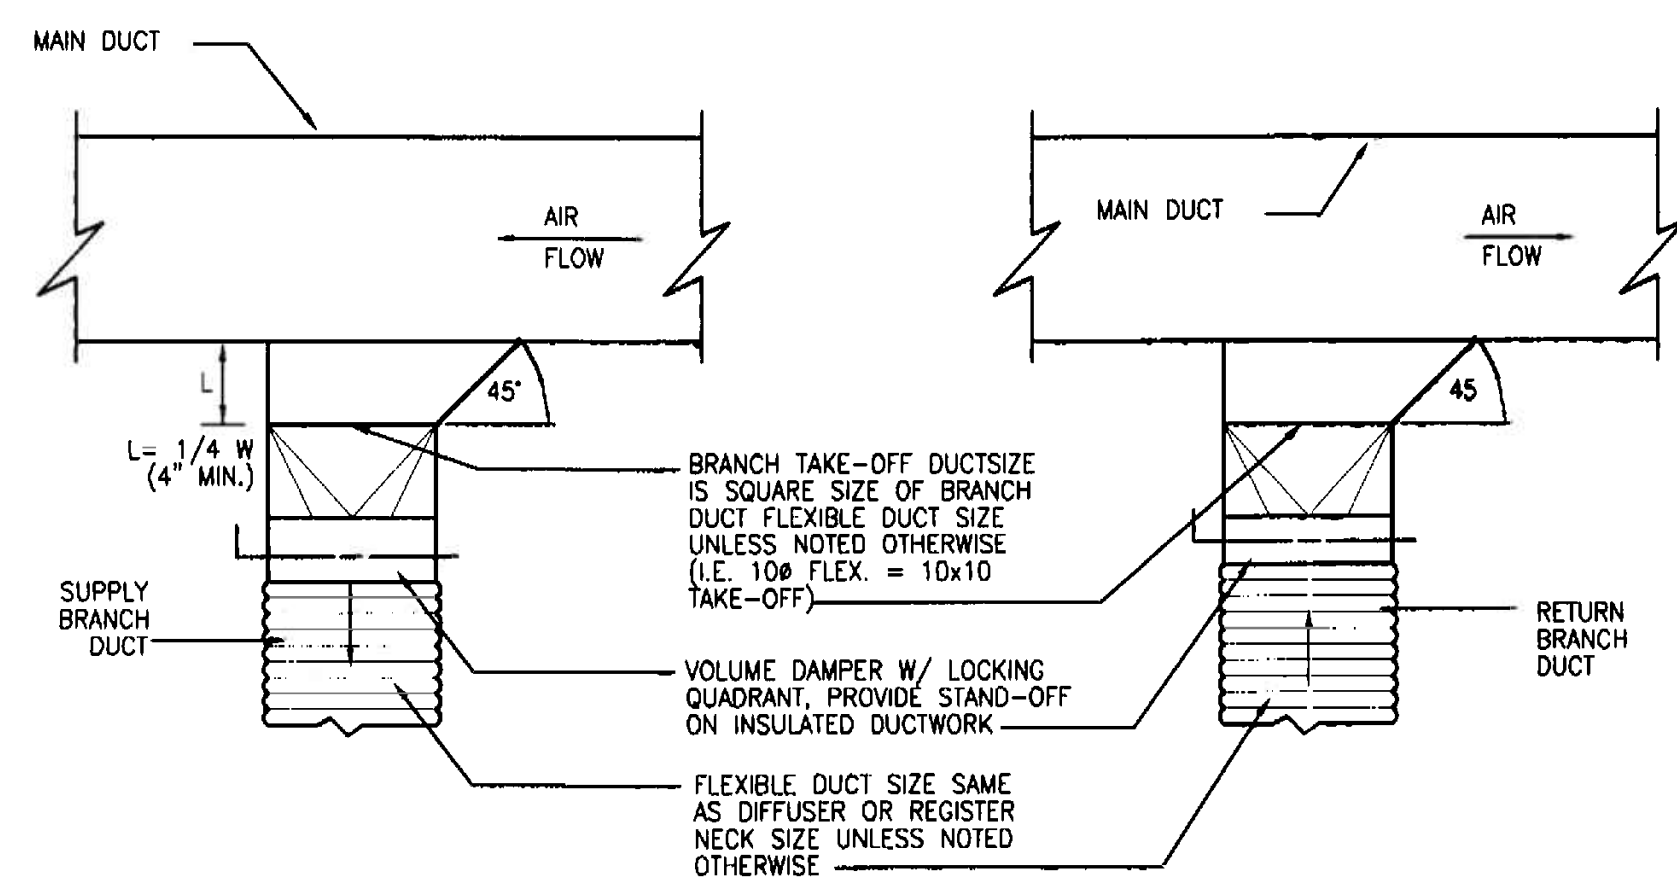 MAIN DUCT
AIR
FLOW
MAIN DUCT
AIR
FLOW
L
45°
45
L= 1/4 W
(4" MIN.)
BRANCH TAKE-OFF DUCTSIZE
IS SQUARE SIZE OF BRANCH
DUCT FLEXIBLE DUCT SIZE
UNLESS NOTED OTHERWISE
(I.E. 10ø FLEX. = 10x10
TAKE-OFF)
SUPPLY
BRANCH
DUCT
RETURN
BRANCH
DUCT
VOLUME DAMPER W/ LOCKING
QUADRANT, PROVIDE STAND-OFF
ON INSULATED DUCTWORK
FLEXIBLE DUCT SIZE SAME
AS DIFFUSER OR REGISTER
NECK SIZE UNLESS NOTED
OTHERWISE